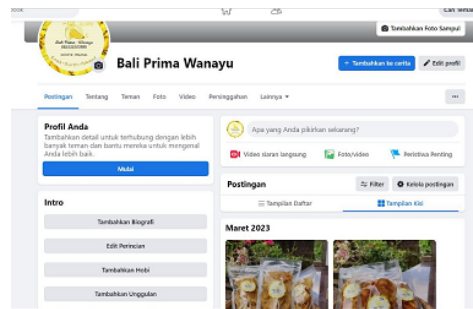 book
Cari Teman
Tambahkan Foto Sampul
Bali Prima Wanayu
+ Tambahkan ke cerita
Edit profil
Postingan Tentang Teman Foto Video Persinggahan Lainnya
Profil Anda
Tambahkan detail untuk terhubung dengan lebih
banyak teman dan bantu mereka untuk mengenal
Anda lebih baik.
Mulai
Intro
Tambahkan Biografi
Edit Perincian
Tambahkan Hobi
Tambahkan Unggulan
Apa yang Anda pikirkan sekarang?
Video siaran langsung Foto/video Peristiwa Penting
Postingan
Filter
Kelola postingan
Tampilan Daftar
Tampilan Kisi
Maret 2023